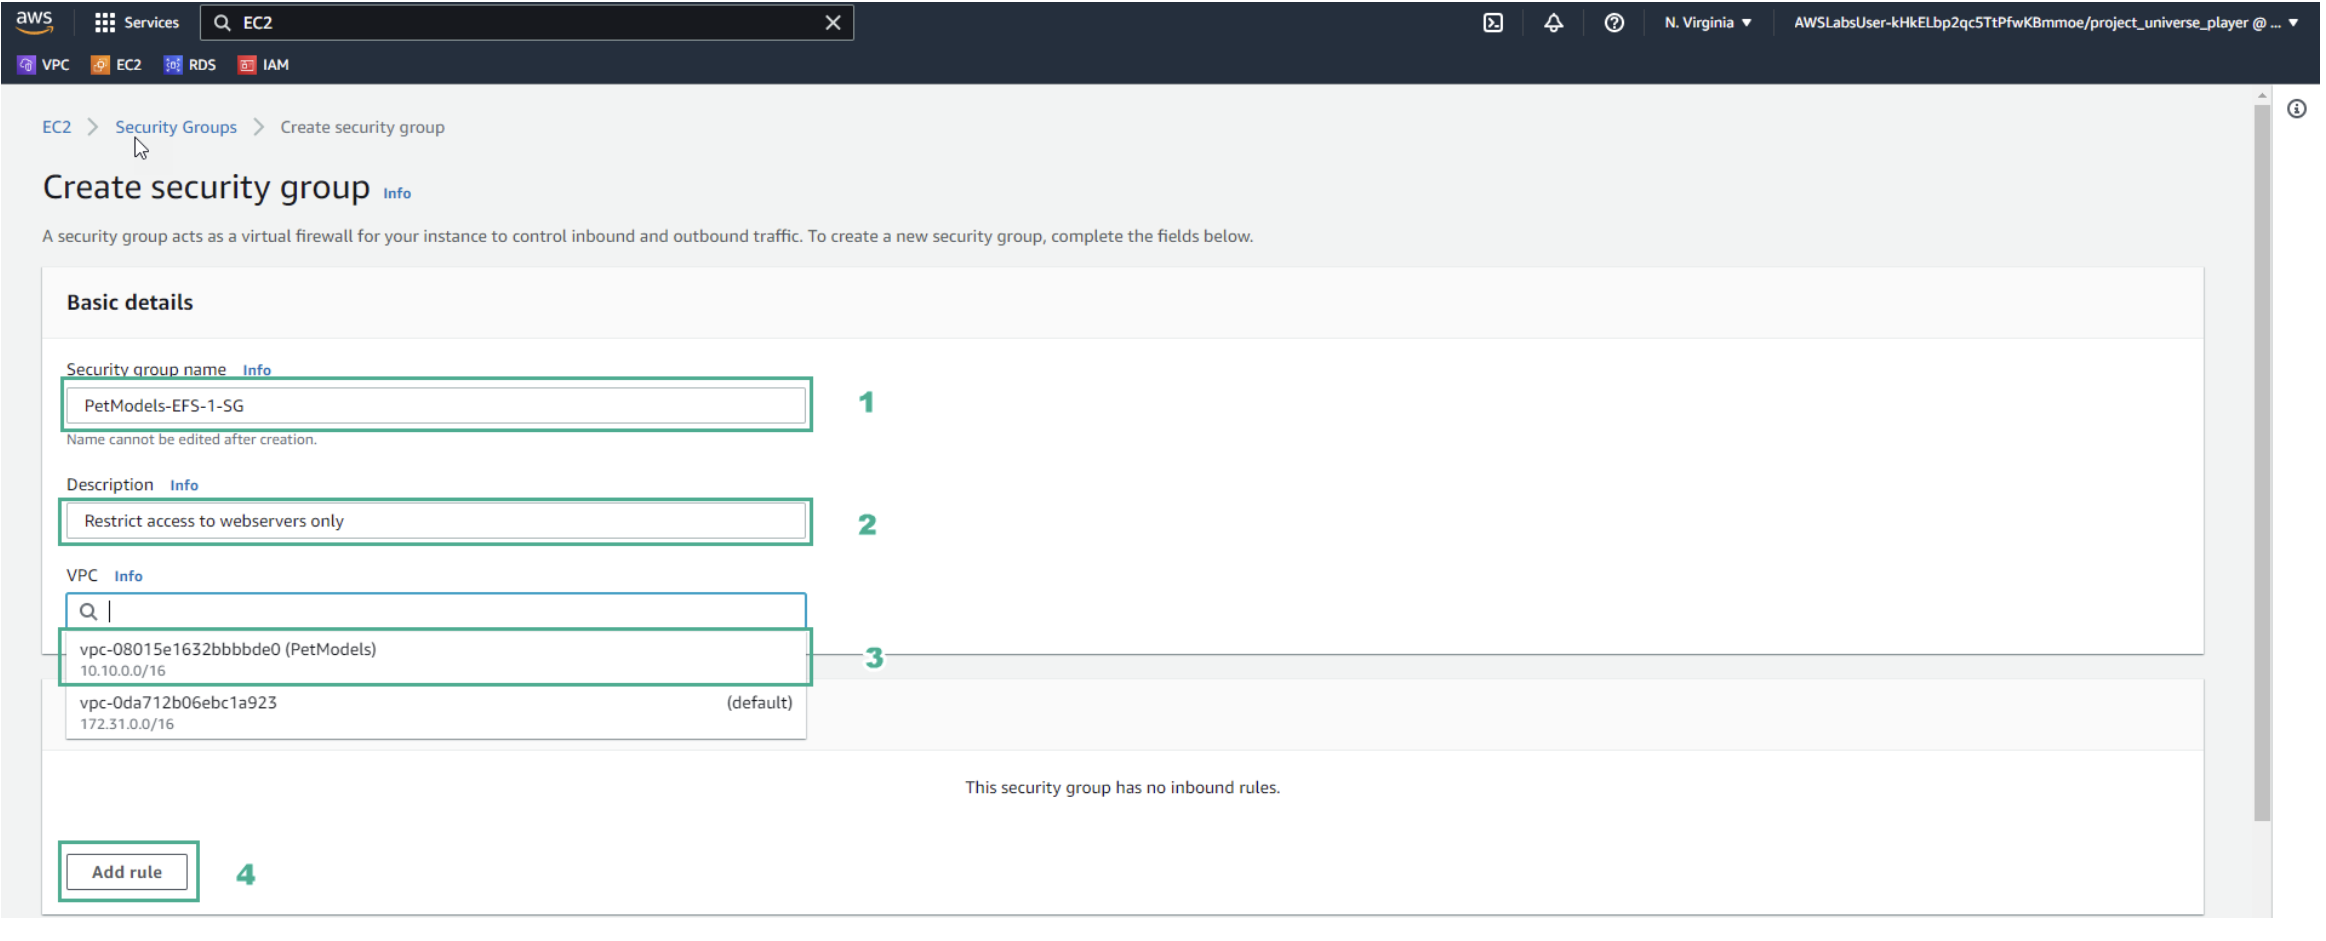 aws
Services
EC2
N. Virginia
AWSLabsUser-kHkELbp2qc5TtPfwKBmmoe/project_universe_player @ ...
VPC
EC2
RDS
IAM
EC2 > Security Groups > Create security group
Create security group Info
A security group acts as a virtual firewall for your instance to control inbound and outbound traffic. To create a new security group, complete the fields below.
Basic details
Security group name Info
PetModels-EFS-1-SG
1
Name cannot be edited after creation.
Description Info
Restrict access to webservers only
2
VPC Info
vpc-08015e1632bbbbde0 (PetModels)
10.10.0.0/16
3
vpc-0da712b06ebc1a923 (default)
172.31.0.0/16
This security group has no inbound rules.
Add rule
4